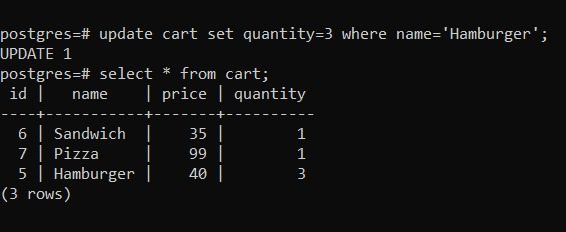 postgres=# update cart set quantity=3 where name='Hamburger';
UPDATE 1
postgres=# select * from cart;
 id |   name    | price | quantity
----+-----------+-------+----------
  6 | Sandwich  |    35 |        1
  7 | Pizza     |    99 |        1
  5 | Hamburger |    40 |        3
(3 rows)